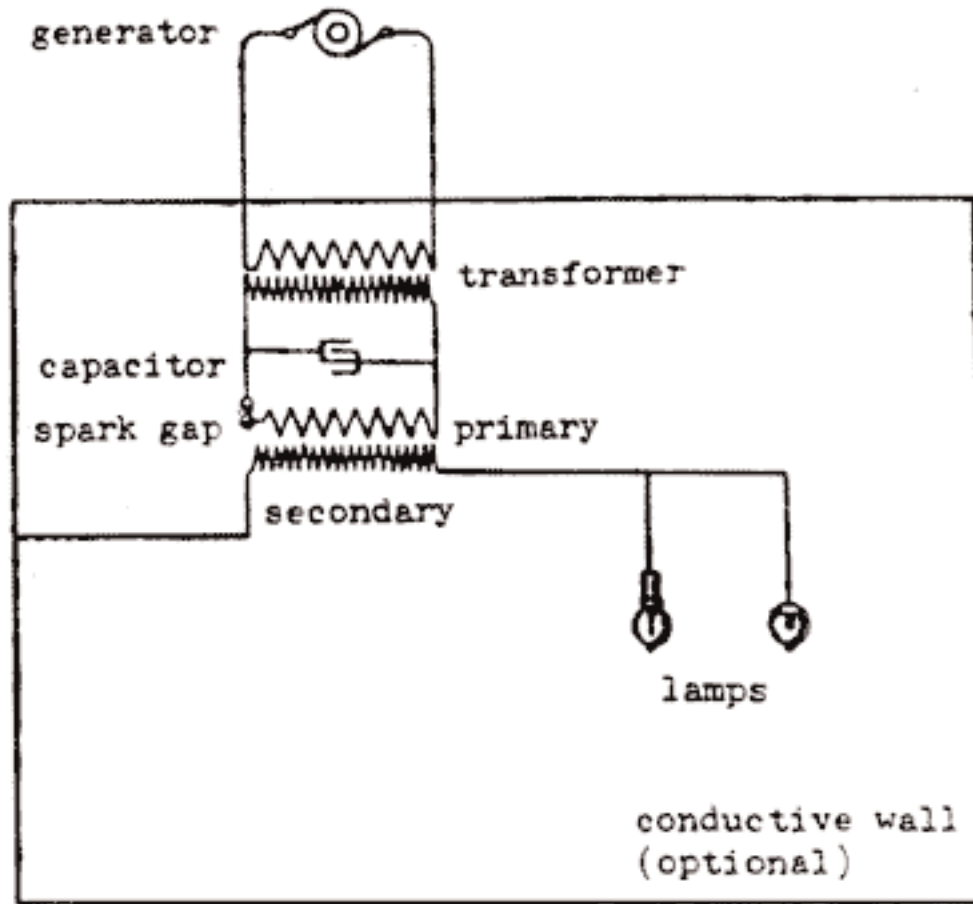 generator
transformer
capacitor
spark gap
primary
secondary
lamps
conductive wall
(optional)